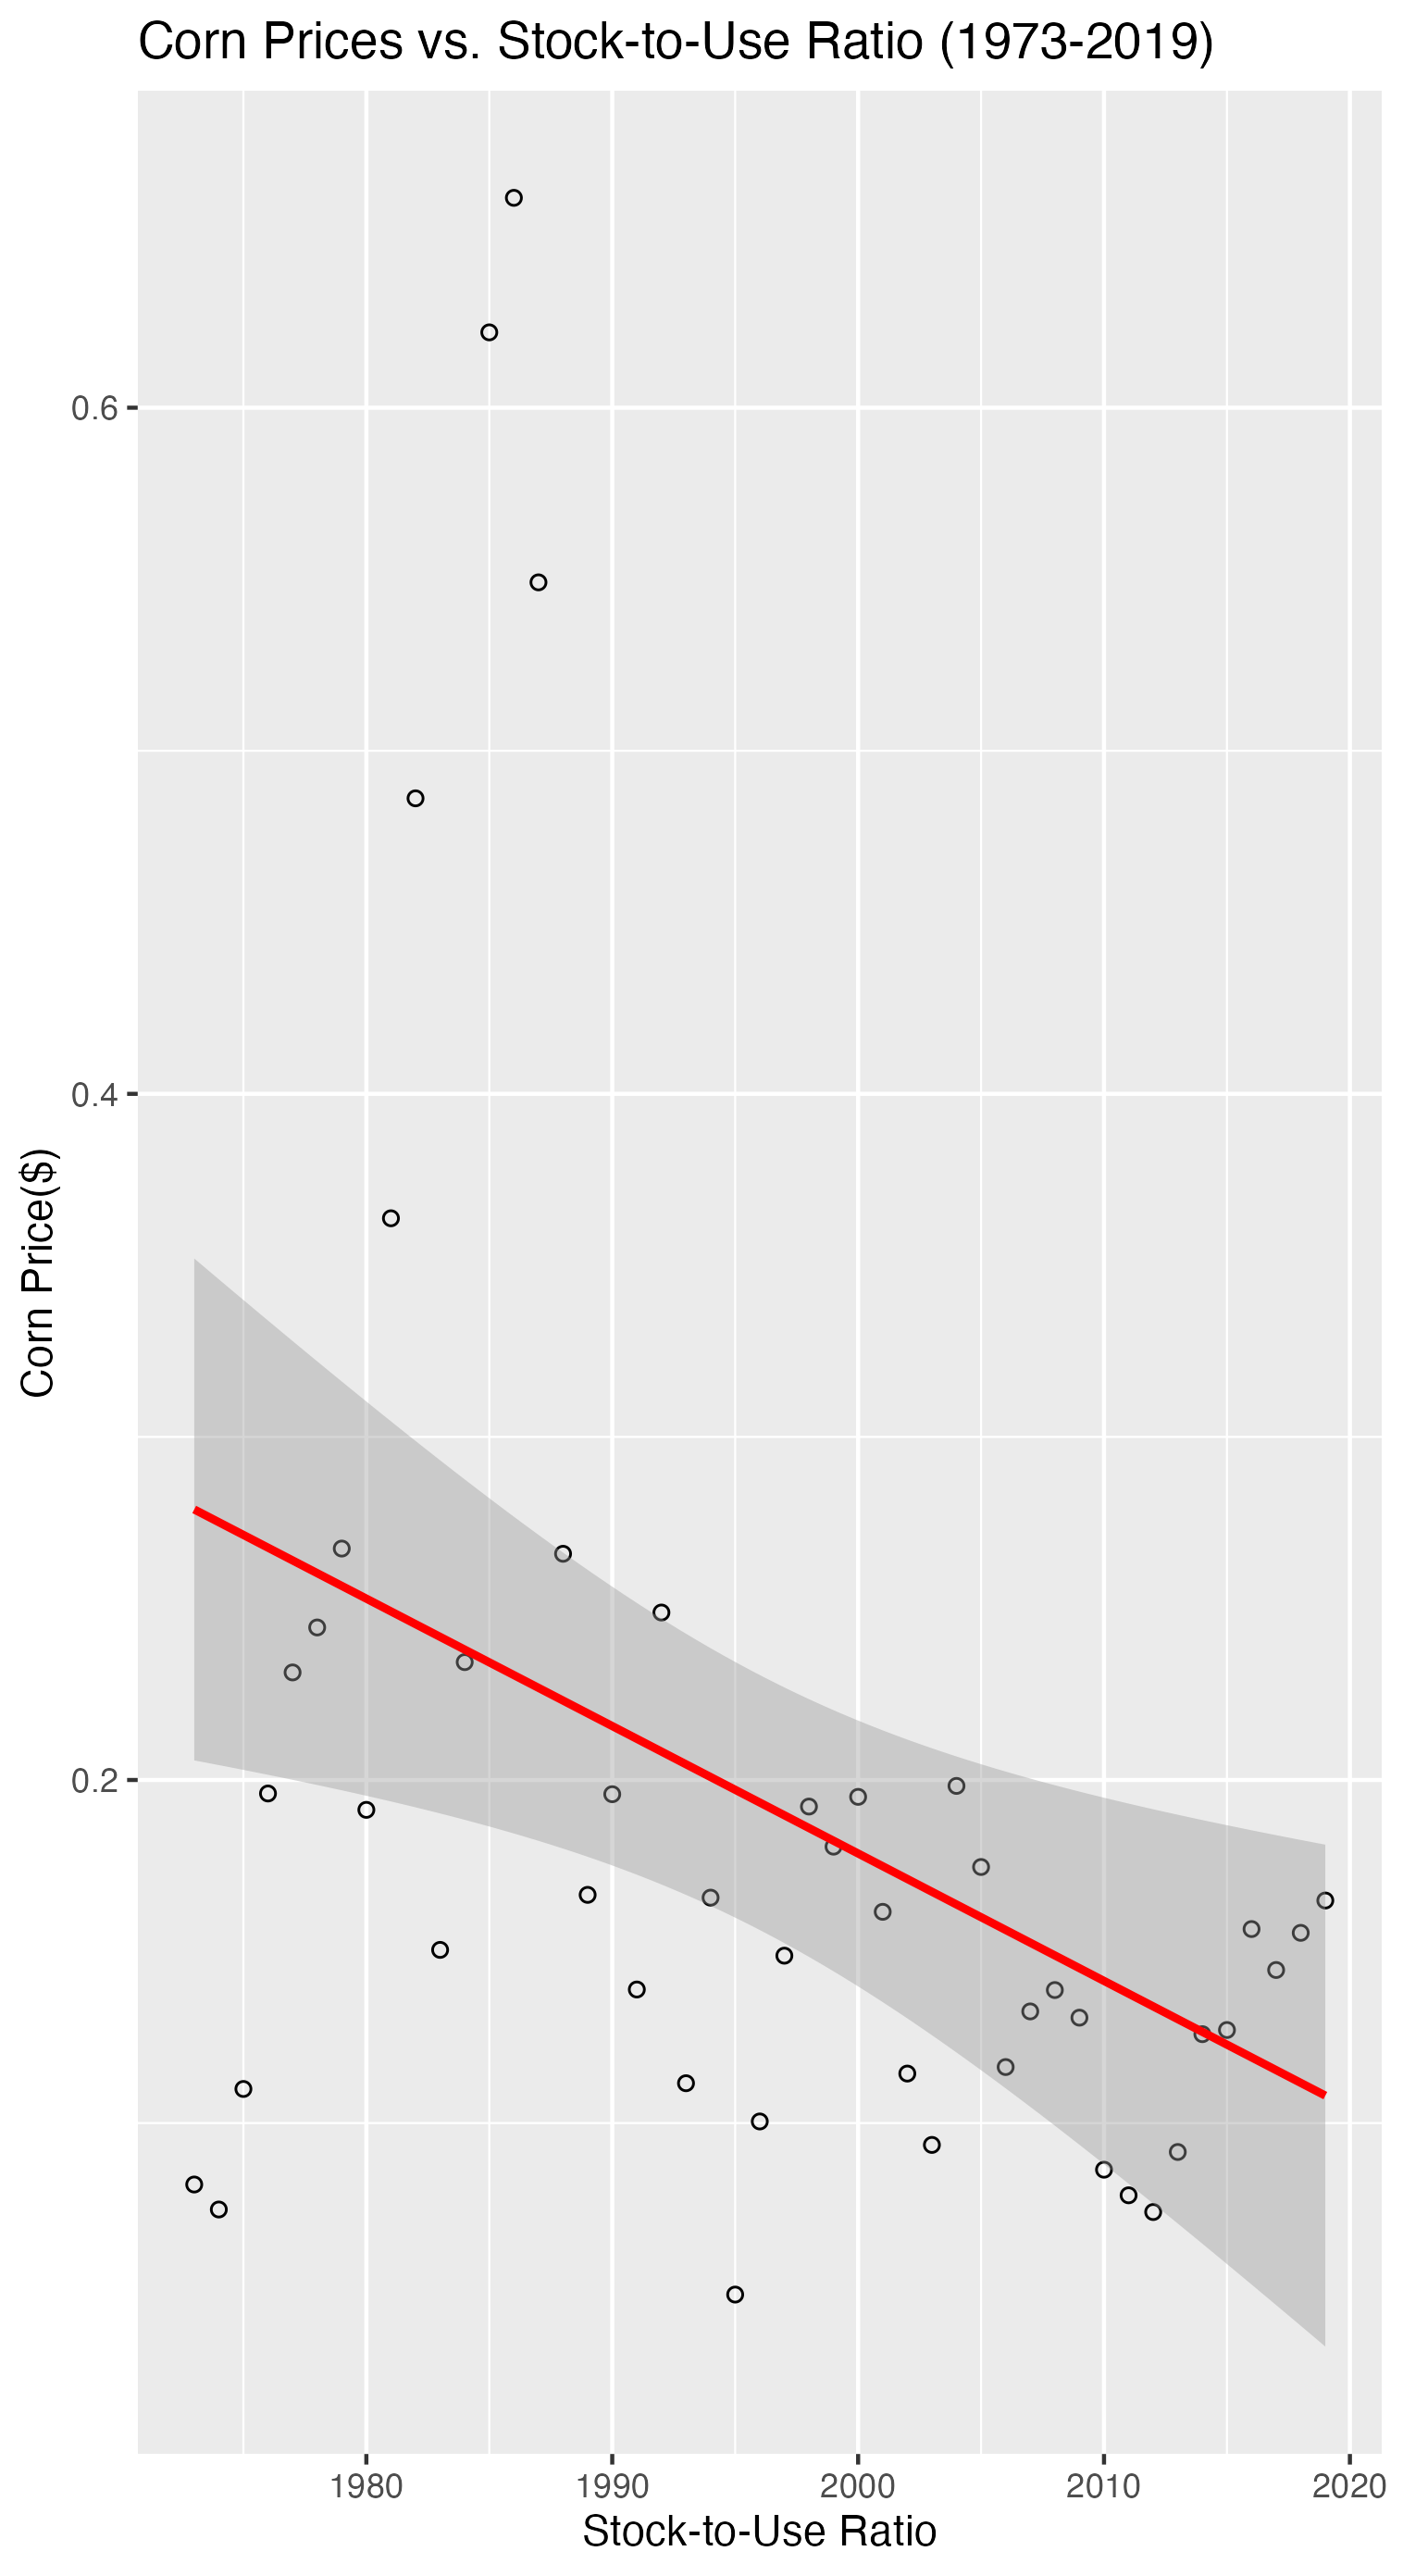 Corn Prices vs. Stock-to-Use Ratio (1973-2019)
0.6
0.4
0.2
Corn Price($)
1980 1990 2000 2010 2020
Stock-to-Use Ratio